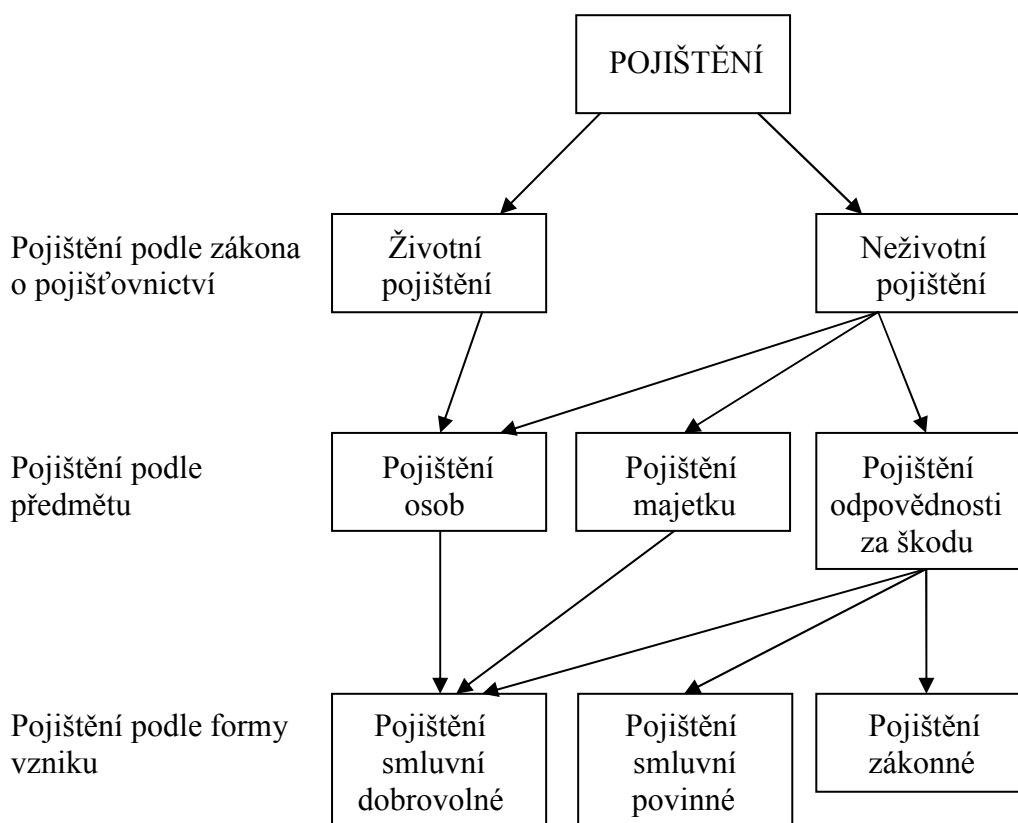 POJIŠTĚNÍ
Pojištění podle zákona
o pojišťovnictví
Životní
pojištění
Neživotní
pojištění
Pojištění podle
předmětu
Pojištění
osob
Pojištění
majetku
Pojištění
odpovědnosti
za škodu
Pojištění podle formy
vzniku
Pojištění
smluvní
dobrovolné
Pojištění
smluvní
povinné
Pojištění
zákonné